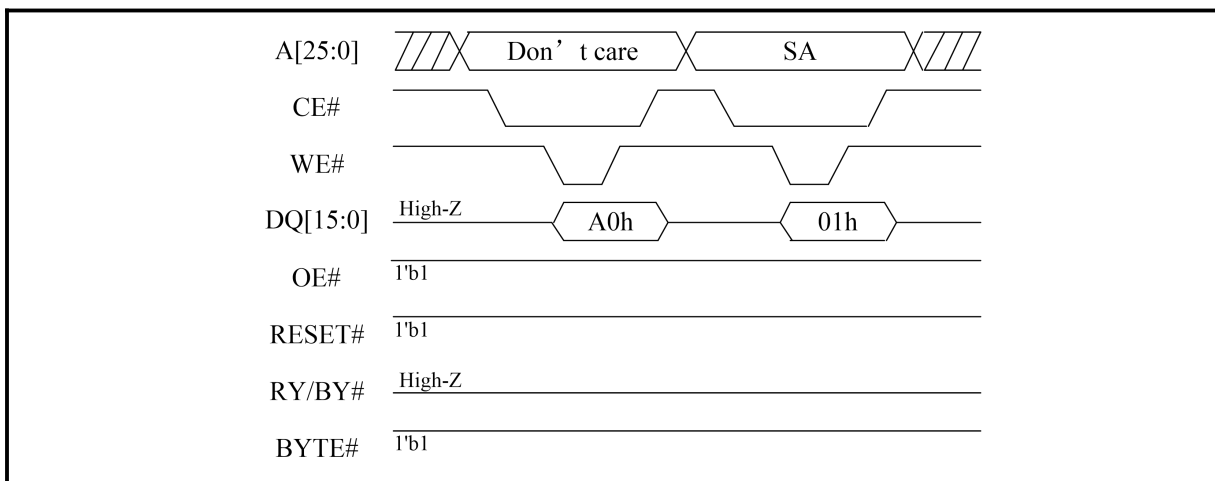 A[25:0] Don’t care SA
CE#
WE#
DQ[15:0] High-Z A0h 01h
OE# 1'b1
RESET# 1'b1
RY/BY# High-Z
BYTE# 1'b1